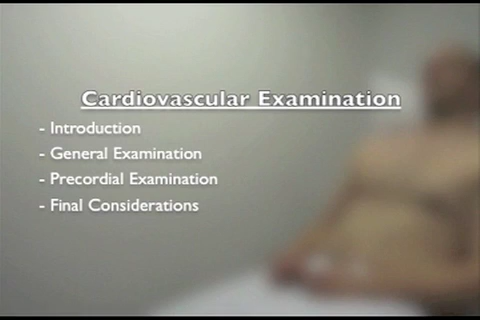 Cardiovascular Examination
- Introduction
- General Examination
- Precordial Examination
- Final Considerations